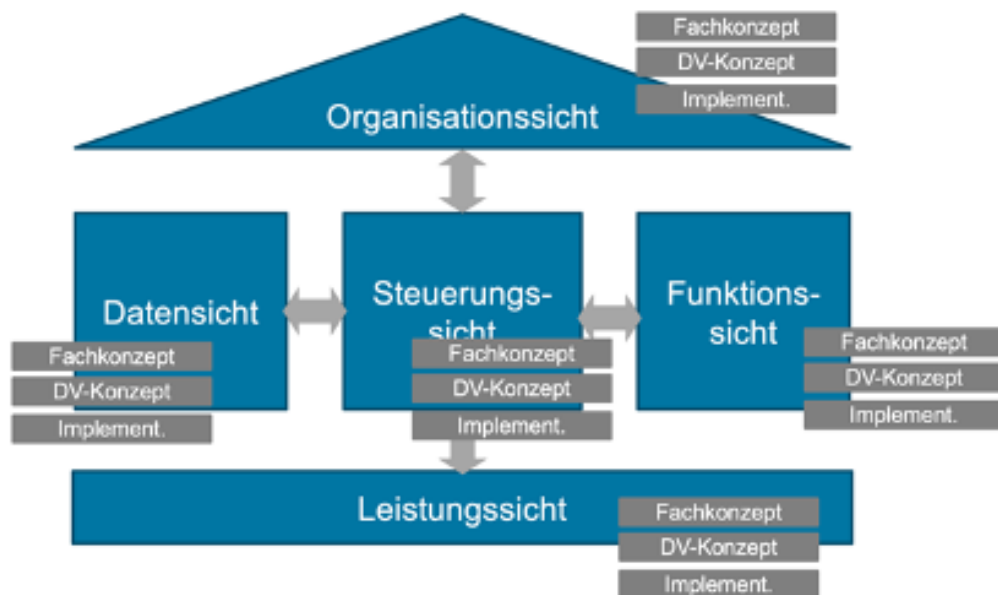 Fachkonzept
DV-Konzept
Implement.
Organisationssicht
Datensicht
Fachkonzept
DV-Konzept
Implement.
Steuerungs-
sicht
Fachkonzept
DV-Konzept
Implement.
Funktions-
sicht
Fachkonzept
DV-Konzept
Implement.
Leistungssicht
Fachkonzept
DV-Konzept
Implement.